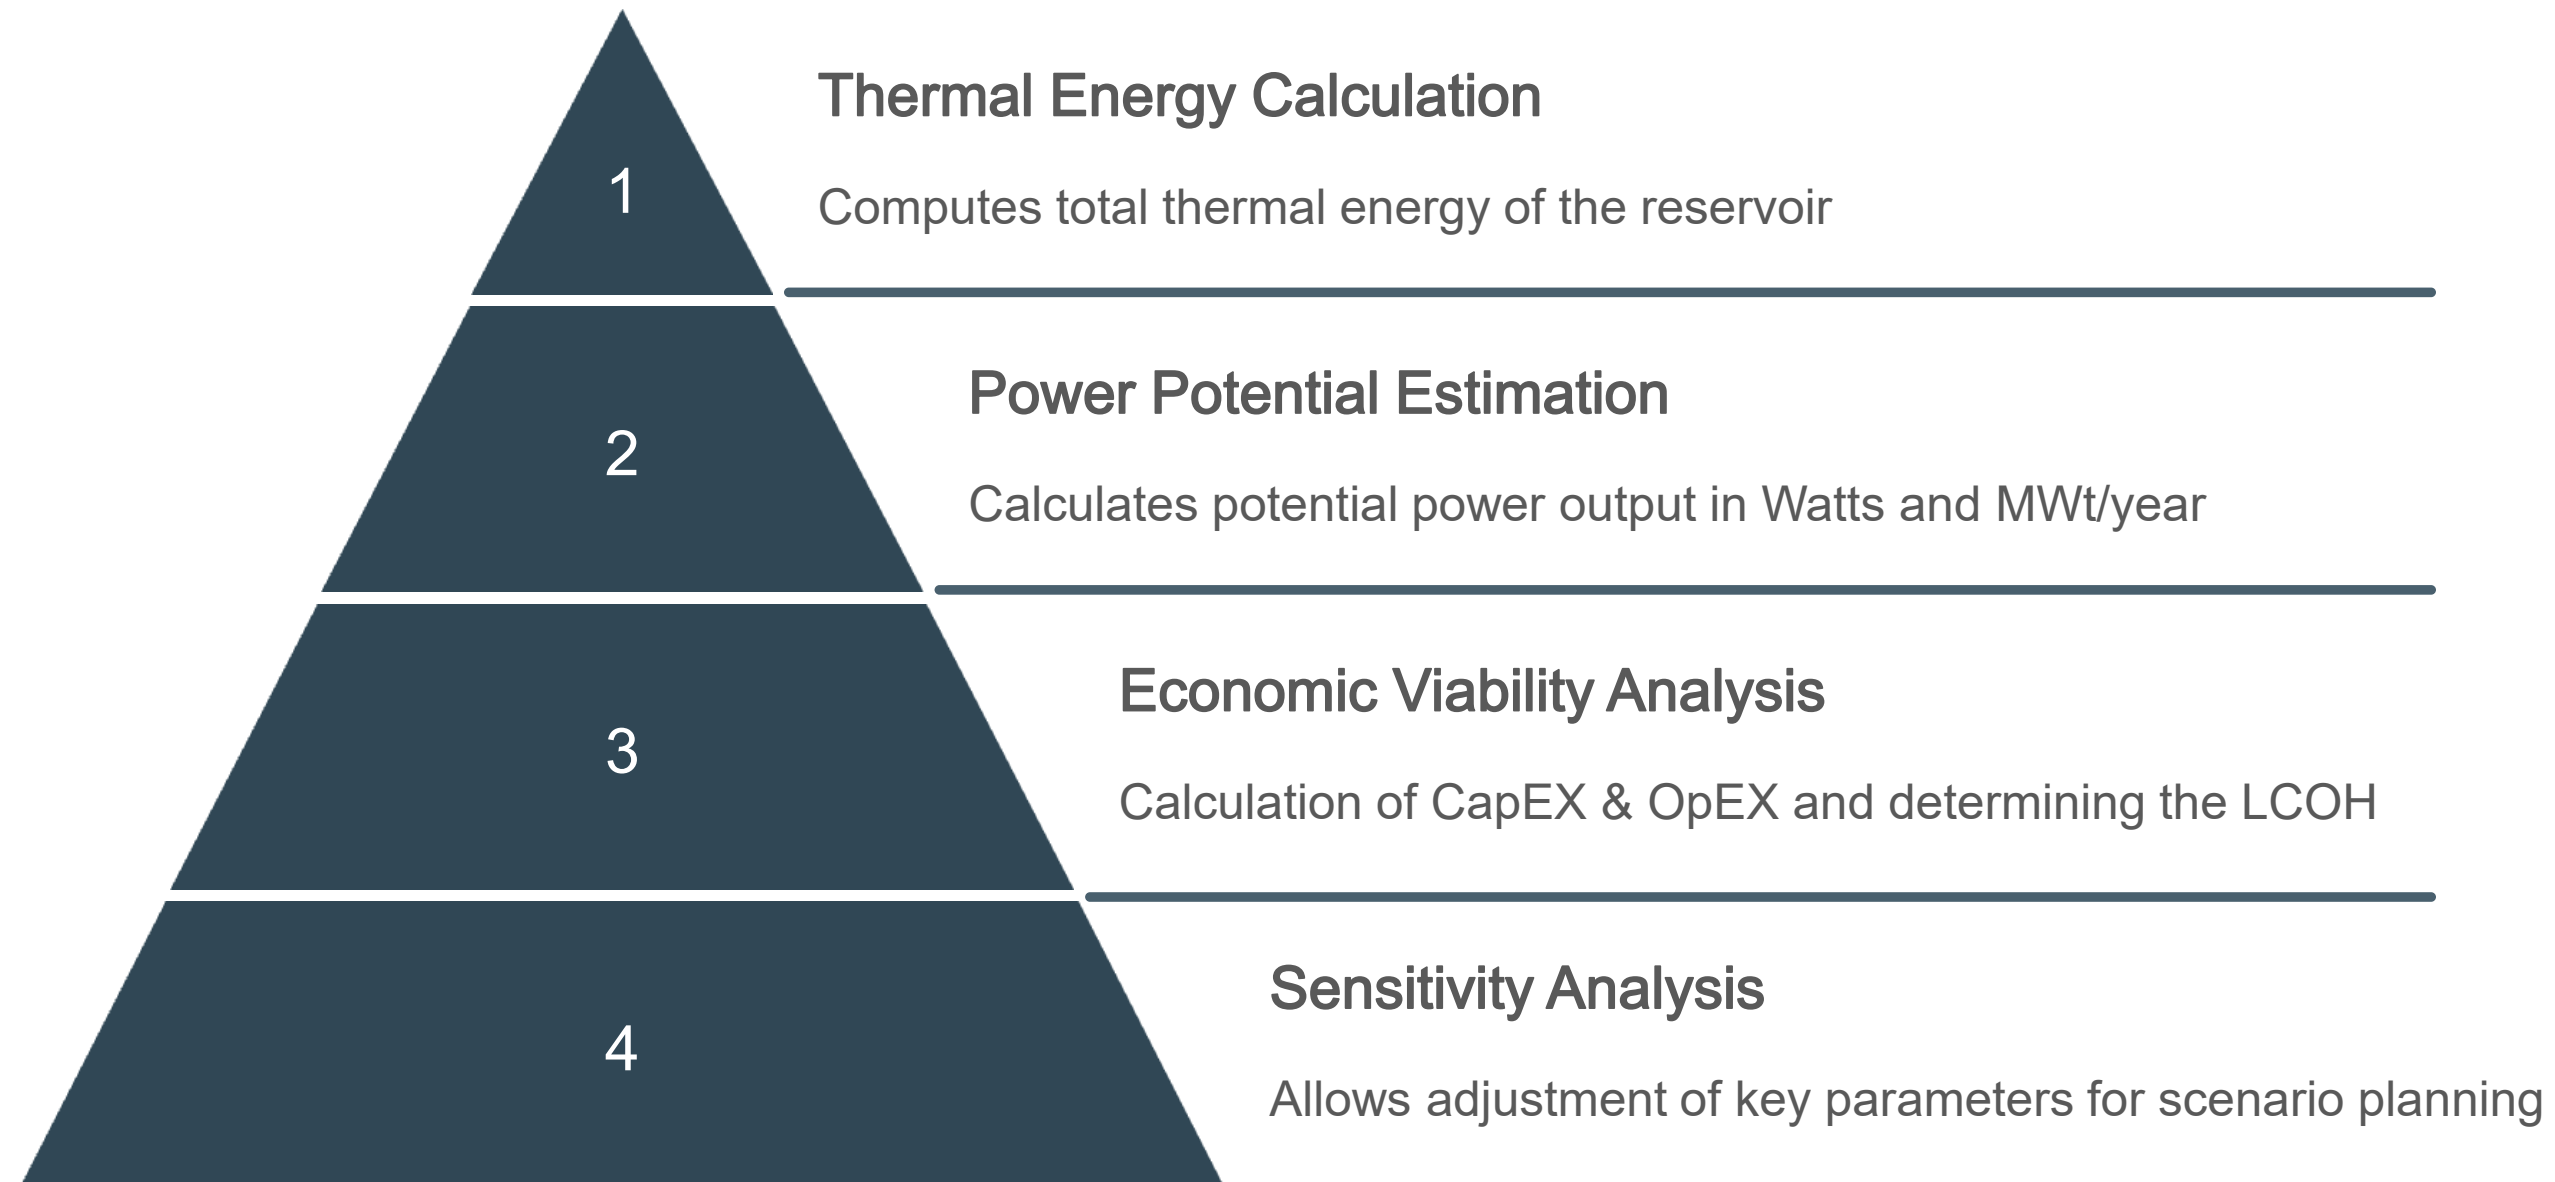 1
Thermal Energy Calculation
Computes total thermal energy of the reservoir
2
Power Potential Estimation
Calculates potential power output in Watts and MWt/year
3
Economic Viability Analysis
Calculation of CapEX & OpEX and determining the LCOH
4
Sensitivity Analysis
Allows adjustment of key parameters for scenario planning